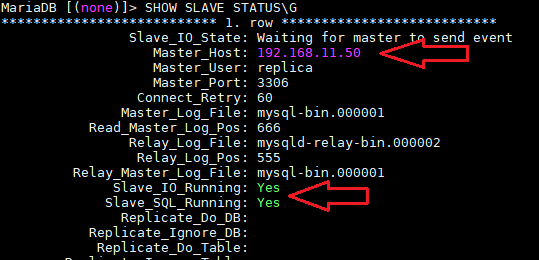 MariaDB [(none)]> SHOW SLAVE STATUS\G
*************************** 1. row ***************************
Slave_IO_State: Waiting for master to send event
Master_Host: 192.168.11.50
Master_User: replica
Master_Port: 3306
Connect_Retry: 60
Master_Log_File: mysql-bin.000001
Read_Master_Log_Pos: 666
Relay_Log_File: mysqld-relay-bin.000002
Relay_Log_Pos: 555
Relay_Master_Log_File: mysql-bin.000001
Slave_IO_Running: Yes
Slave_SQL_Running: Yes
Replicate_Do_DB:
Replicate_Ignore_DB:
Replicate_Do_Table: